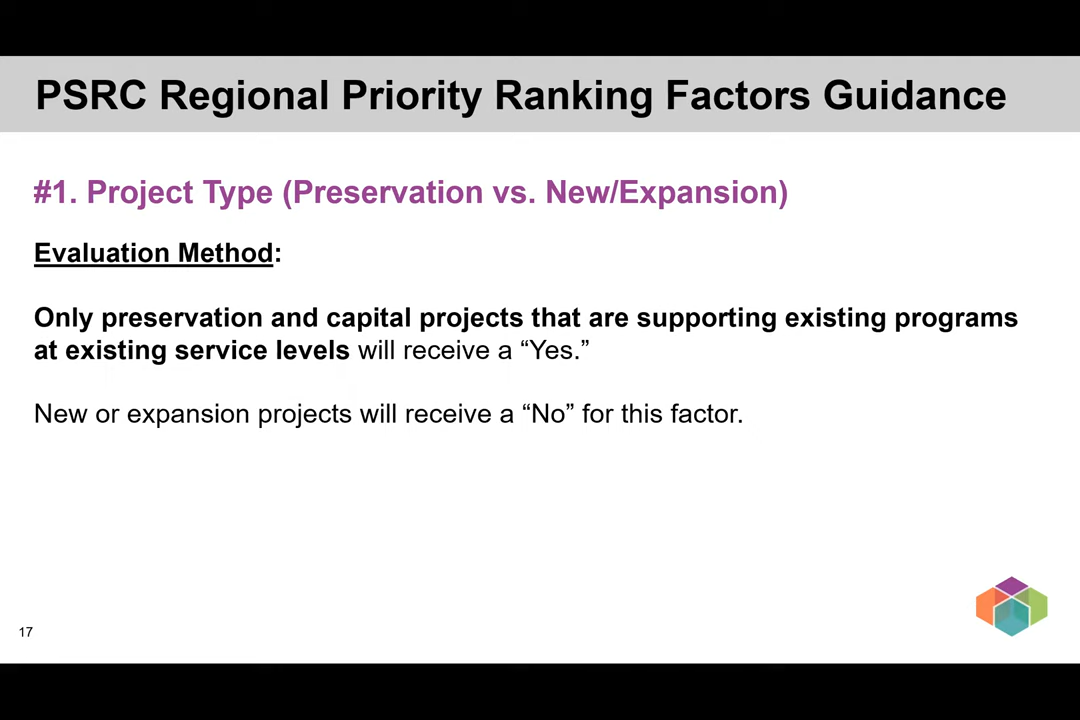 PSRC Regional Priority Ranking Factors Guidance
#1. Project Type (Preservation vs. New/Expansion)
Evaluation Method:
Only preservation and capital projects that are supporting existing programs
at existing service levels will receive a “Yes.”
New or expansion projects will receive a “No” for this factor.
17